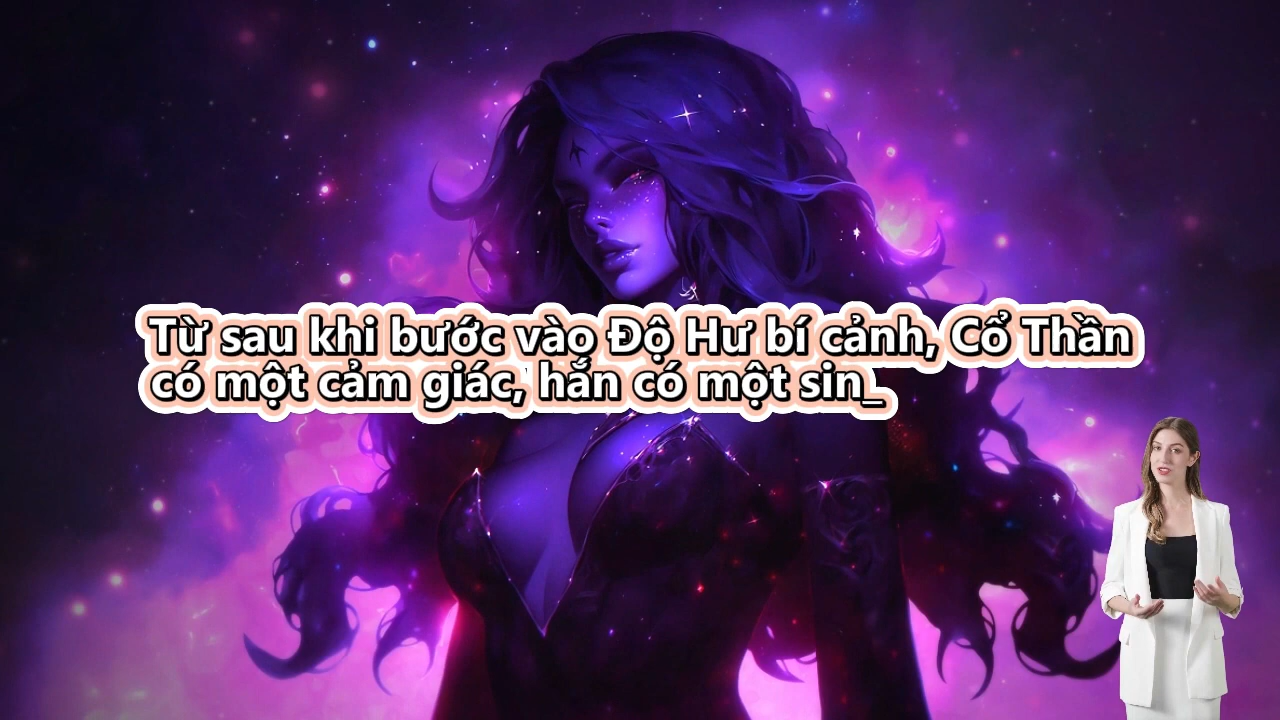 Từ sau khi bước vào Độ Hư bí cảnh, Cổ Thần
có một cảm giác, hắn có một sin_